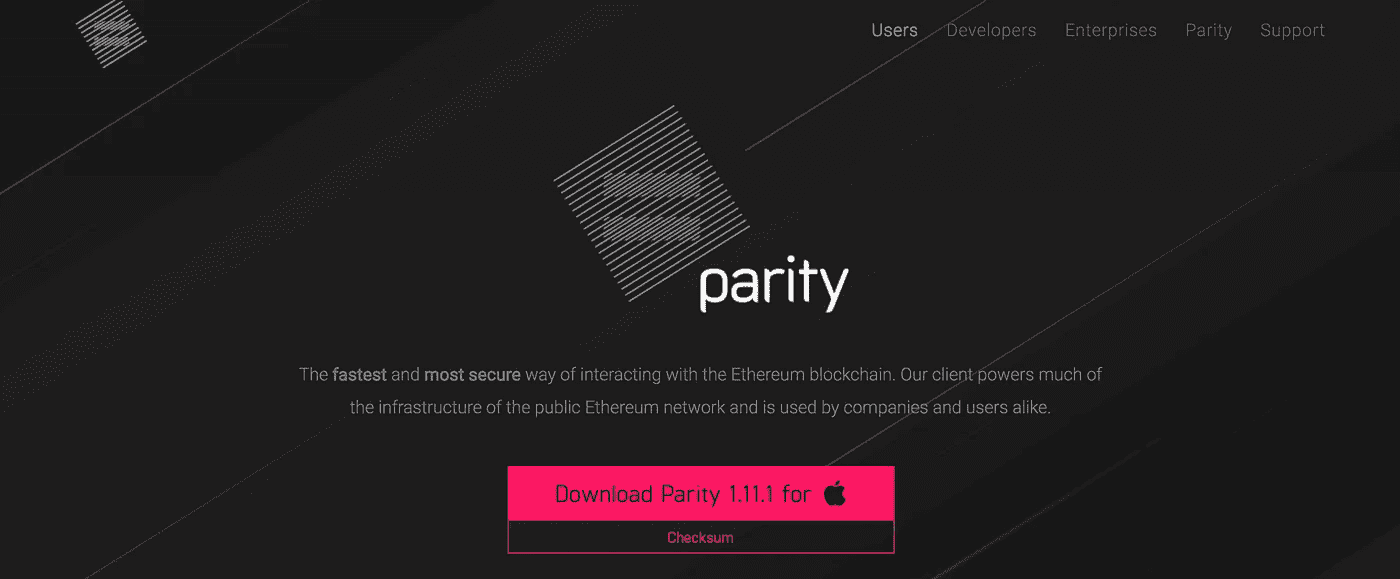 Users Developers Enterprises Parity Support
parity
The fastest and most secure way of interacting with the Ethereum blockchain. Our client powers much of
the infrastructure of the public Ethereum network and is used by companies and users alike.
Download Parity 1.11.1 for
Checksum